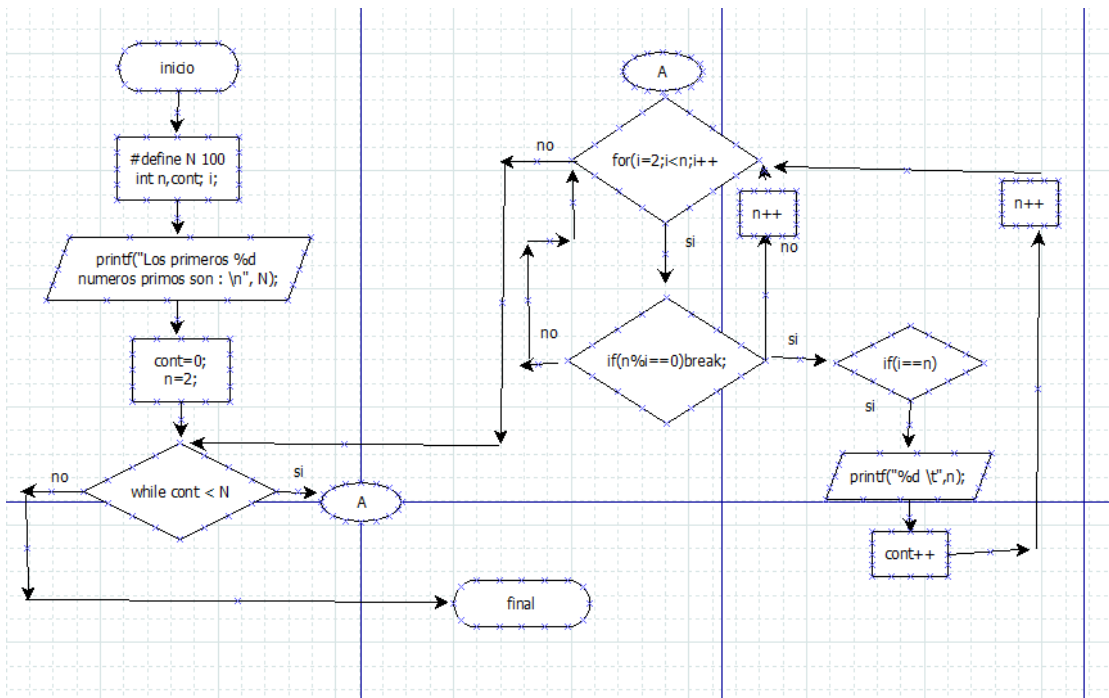 inicio
#define N 100
int n,cont; i;
printf("Los primeros %d
numeros primos son : \n", N);
cont=0;
n=2;
while cont < N
no
si
A
final
A
for(i=2;i<n;i++
no
si
n++
no
if(n%i==0)break;
no
si
if(i==n)
si
printf("%d \t",n);
cont++
n++